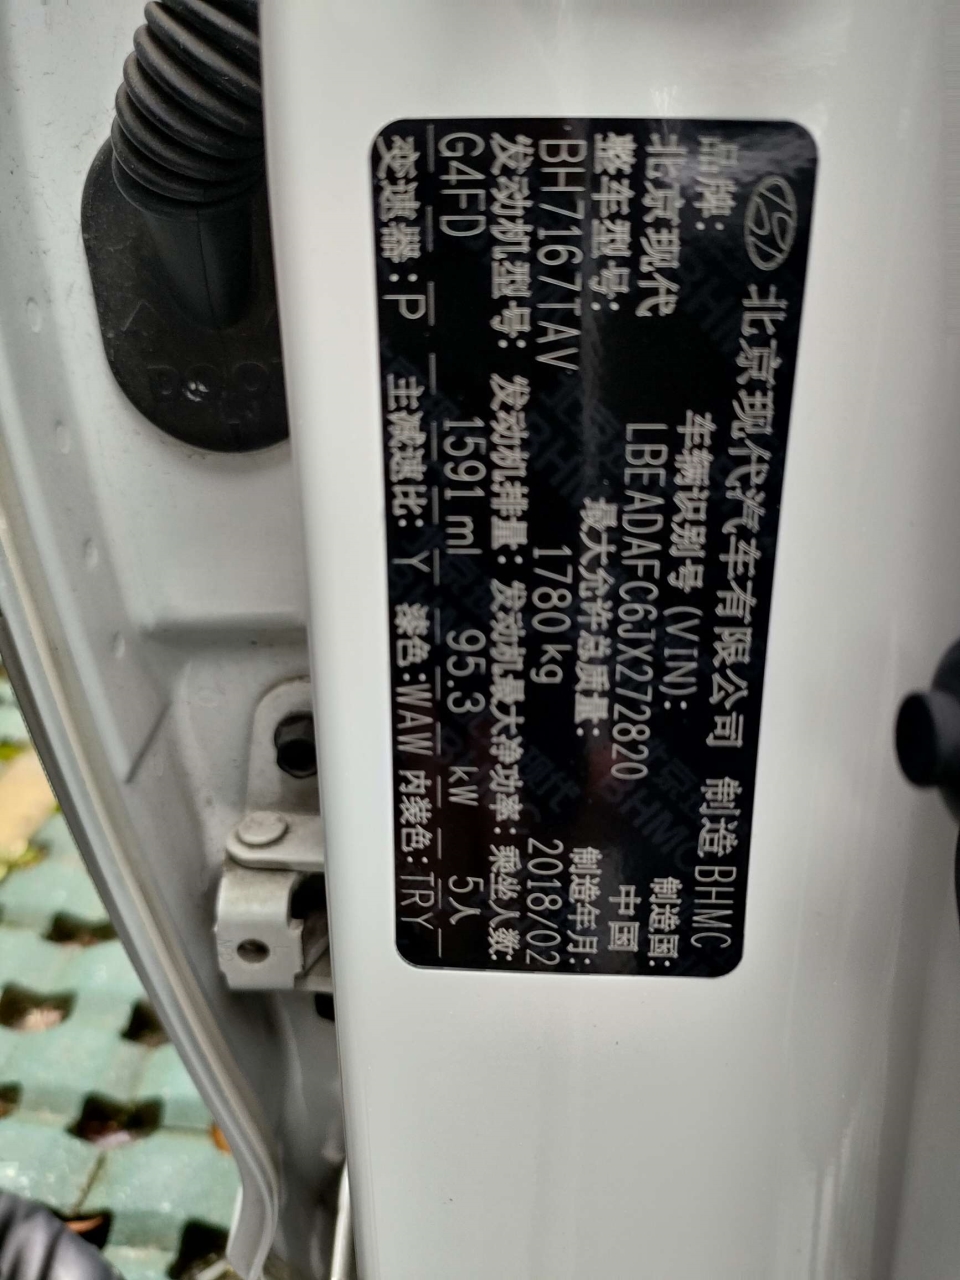 北京现代汽车有限公司 制造 BHMC
品牌: 车辆识别号 (VIN): 制造国:
北京现代 LBEADAFC6JX272820 中国
整车型号: 最大允许总质量: 制造年月:
BH7167TAV 1780kg 2018/02
发动机型号: 发动机排量: 发动机最大净功率: 乘坐人数:
G4FD 1591 ml 95.3 kW 5人
变速器: P 主减速比: Y 漆色: WAW 内装色: TRY